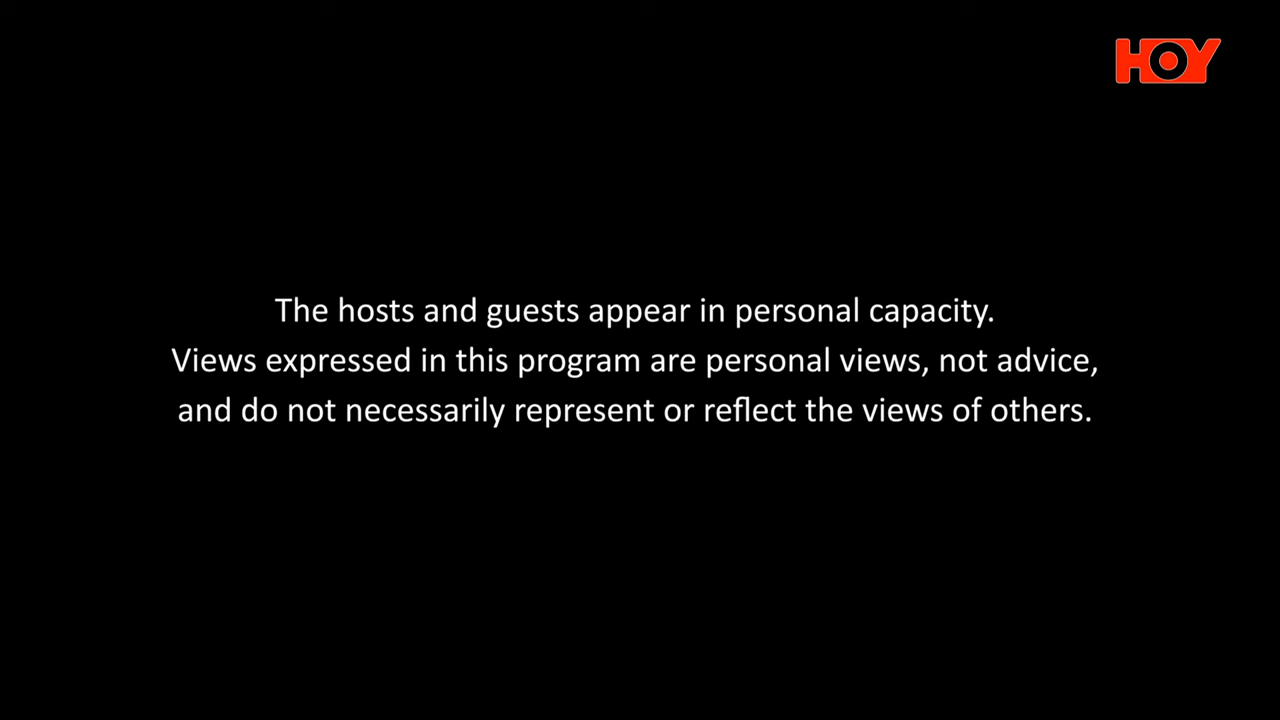 HOY
The hosts and guests appear in personal capacity.
Views expressed in this program are personal views, not advice,
and do not necessarily represent or reflect the views of others.